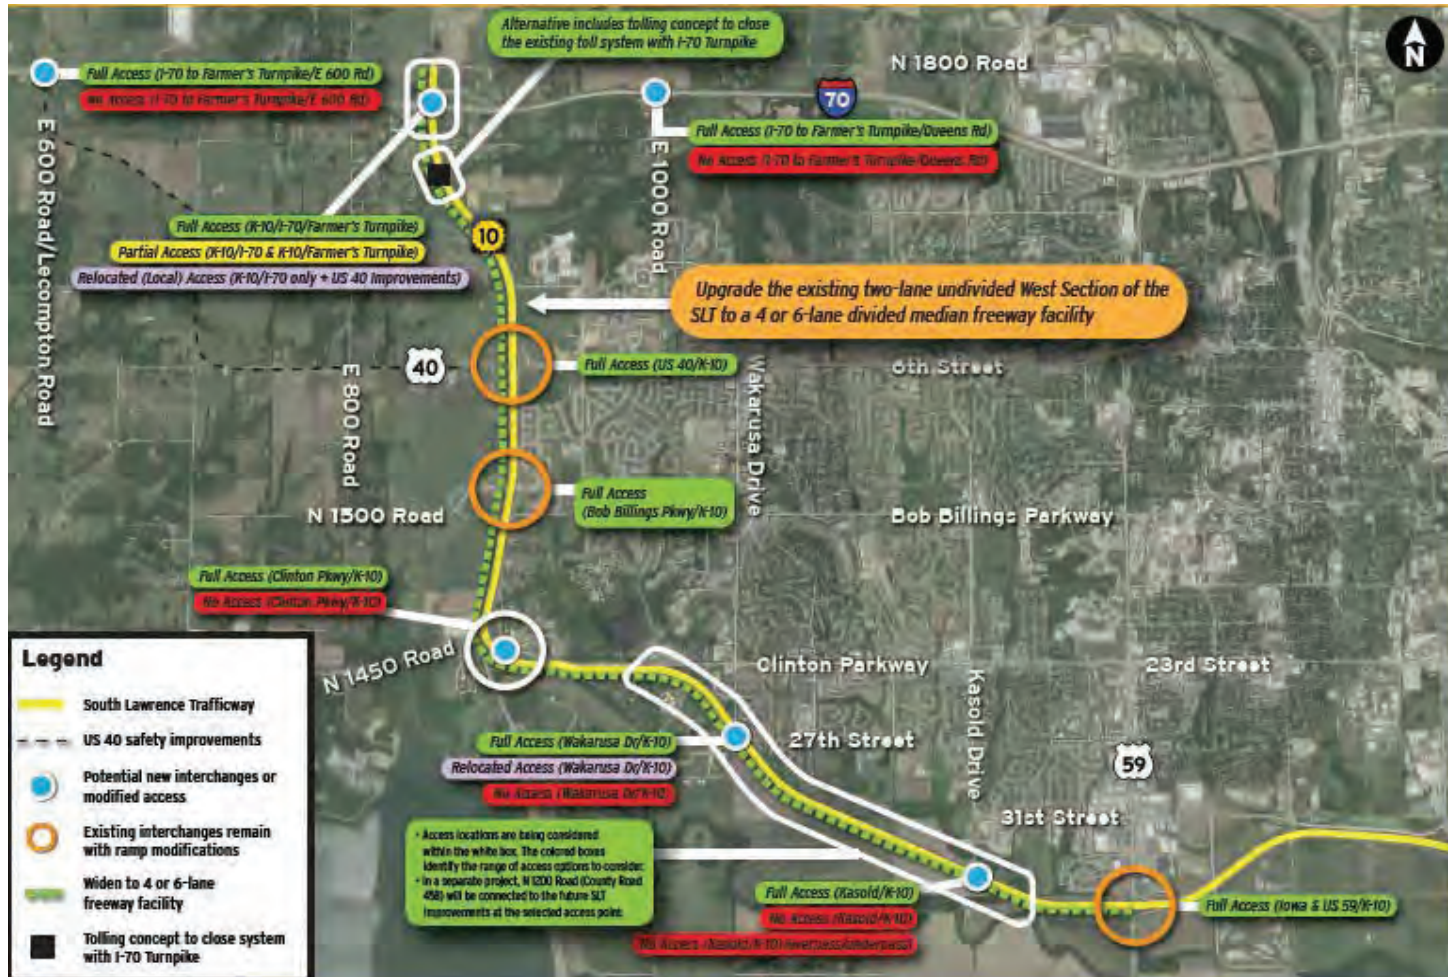 Alternative includes tolling concept to close
the existing toll system with I-70 Turnpike
N 1800 Road
N
Full Access (I-70 to Farmer's Turnpike/E 600 Rd)
No Access (I-70 to Farmer's Turnpike/E 600 Rd)
70
Full Access (I-70 to Farmer's Turnpike/Queens Rd)
No Access (I-70 to Farmer's Turnpike/Queens Rd)
E 600 Road/Lecompton Road
E 1000 Road
Full Access (K-10/I-70/Farmer's Turnpike)
Partial Access (K-10/I-70 & K-10/Farmer's Turnpike)
Relocated (Local) Access (K-10/I-70 only + US 40 Improvements)
10
Upgrade the existing two-lane undivided West Section of the
SLT to a 4 or 6-lane divided median freeway facility
40
Full Access (US 40/K-10)
6th Street
E 800 Road
Wakarusa Drive
Full Access
(Bob Billings Pkwy/K-10)
N 1500 Road
Bob Billings Parkway
Full Access (Clinton Pkwy/K-10)
No Access (Clinton Pkwy/K-10)
N 1450 Road
Clinton Parkway
23rd Street
Kasold Drive
27th Street
Full Access (Wakarusa Dr/K-10)
Relocated Access (Wakarusa Dr/K-10)
No Access (Wakarusa Dr/K-10)
59
31st Street
• Access locations are being considered
within the white box. The colored boxes
identify the range of access options to consider.
• In a separate project, N 1200 Road (County Road
458) will be connected to the future SLT
improvements at the selected access point.
Full Access (Kasold/K-10)
No Access (Kasold/K-10)
No Access (Kasold/K-10) (overpass/underpass)
Full Access (Iowa & US 59/K-10)
Legend
South Lawrence Trafficway
US 40 safety improvements
Potential new interchanges or
modified access
Existing interchanges remain
with ramp modifications
Widen to 4 or 6-lane
freeway facility
Tolling concept to close system
with I-70 Turnpike